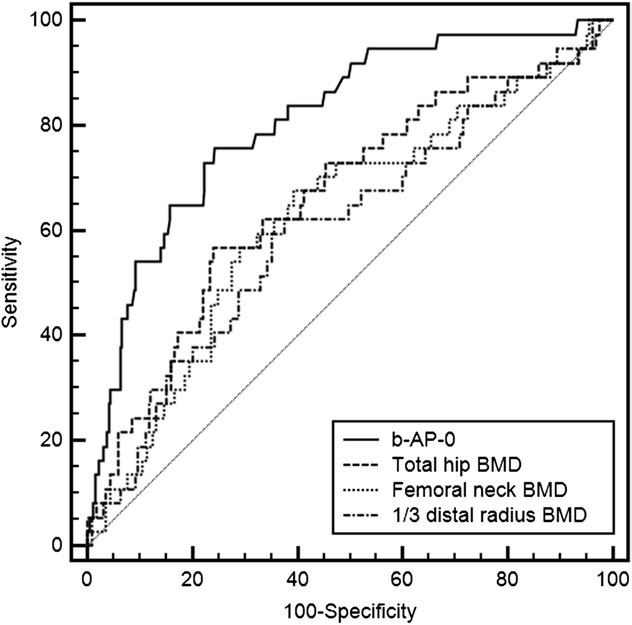 100
80
60
40
20
0
Sensitivity
b-AP-0
Total hip BMD
Femoral neck BMD
1/3 distal radius BMD
0 20 40 60 80 100
100-Specificity